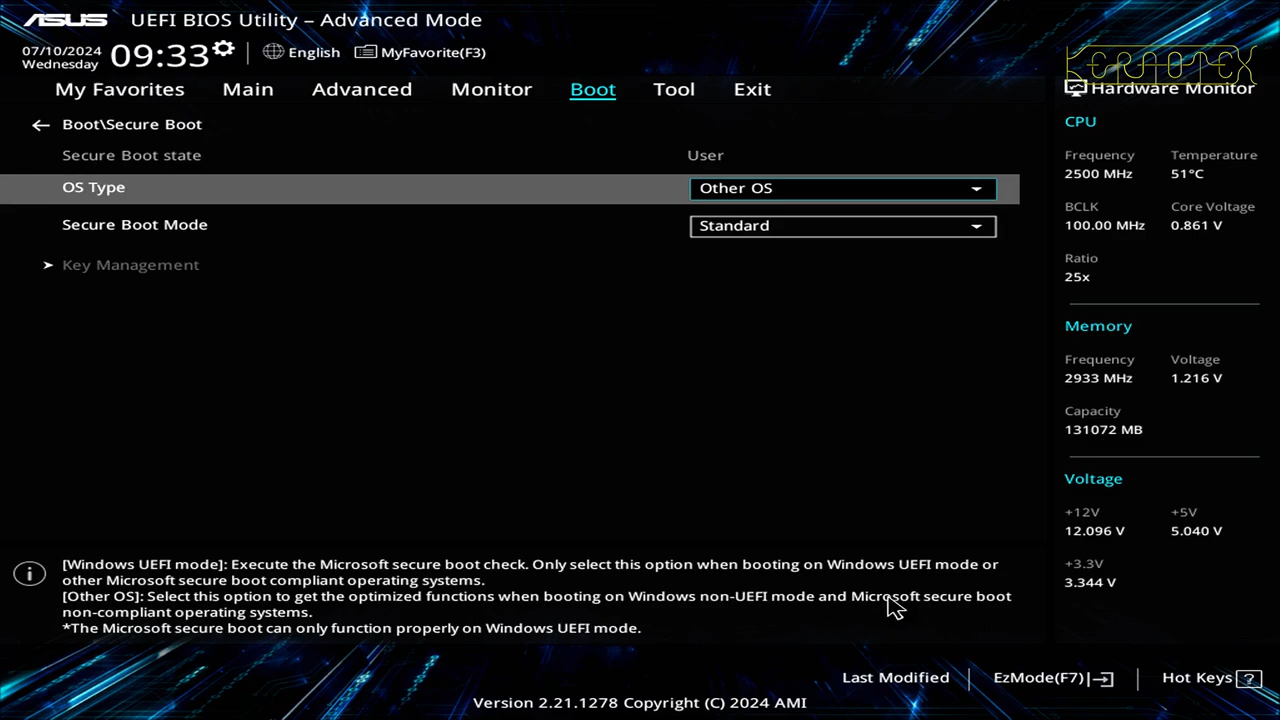 ASUS UEFI BIOS Utility – Advanced Mode
07/10/2024
Wednesday
09:33
English
MyFavorite(F3)
KERNOTEX
My Favorites Main Advanced Monitor Boot Tool Exit
Hardware Monitor
Boot\Secure Boot
Secure Boot state User
OS Type Other OS
Secure Boot Mode Standard
Key Management
CPU
Frequency Temperature
2500 MHz 51°C
BCLK Core Voltage
100.00 MHz 0.861 V
Ratio
25x
Memory
Frequency Voltage
2933 MHz 1.216 V
Capacity
131072 MB
Voltage
+12V +5V
12.096 V 5.040 V
+3.3V
3.344 V
[Windows UEFI mode]: Execute the Microsoft secure boot check. Only select this option when booting on Windows UEFI mode or
other Microsoft secure boot compliant operating systems.
[Other OS]: Select this option to get the optimized functions when booting on Windows non-UEFI mode and Microsoft secure boot
non-compliant operating systems.
*The Microsoft secure boot can only function properly on Windows UEFI mode.
Last Modified EzMode(F7) Hot Keys ?
Version 2.21.1278 Copyright (C) 2024 AMI